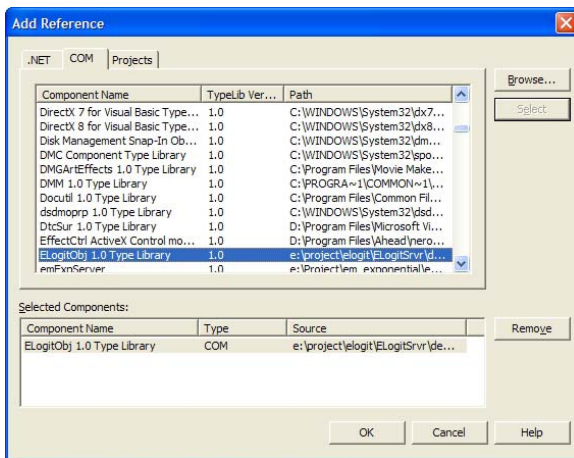 Add Reference
.NET COM Projects
Component Name TypeLib Ver... Path
DirectX 7 for Visual Basic Type... 1.0 C:\WINDOWS\System32\dx7...
DirectX 8 for Visual Basic Type... 1.0 C:\WINDOWS\System32\dx8...
Disk Management Snap-In Ob... 1.0 C:\WINDOWS\System32\dm...
DMC Component Type Library 1.0 C:\WINDOWS\System32\spo...
DMGArtEffects 1.0 Type Library 1.0 C:\Program Files\Movie Make...
DMM 1.0 Type Library 1.0 C:\PROGRA~1\COMMON~1\...
Docutil 1.0 Type Library 1.0 C:\Program Files\Common Fil...
dsdmoprp 1.0 Type Library 1.0 C:\WINDOWS\System32\dsd...
DtcSur 1.0 Type Library 1.0 D:\Program Files\Microsoft Vi...
EffectCtrl ActiveX Control mo... 1.0 D:\Program Files\Ahead\nero...
ELogitObj 1.0 Type Library 1.0 e:\project\elogit\ELogitSrvr\d...
emExpServer 1.0 e:\Project\em_exponential\e...
Browse...
Select
Selected Components:
Component Name Type Source
ELogitObj 1.0 Type Library COM e:\project\elogit\ELogitSrvr\de...
Remove
OK Cancel Help